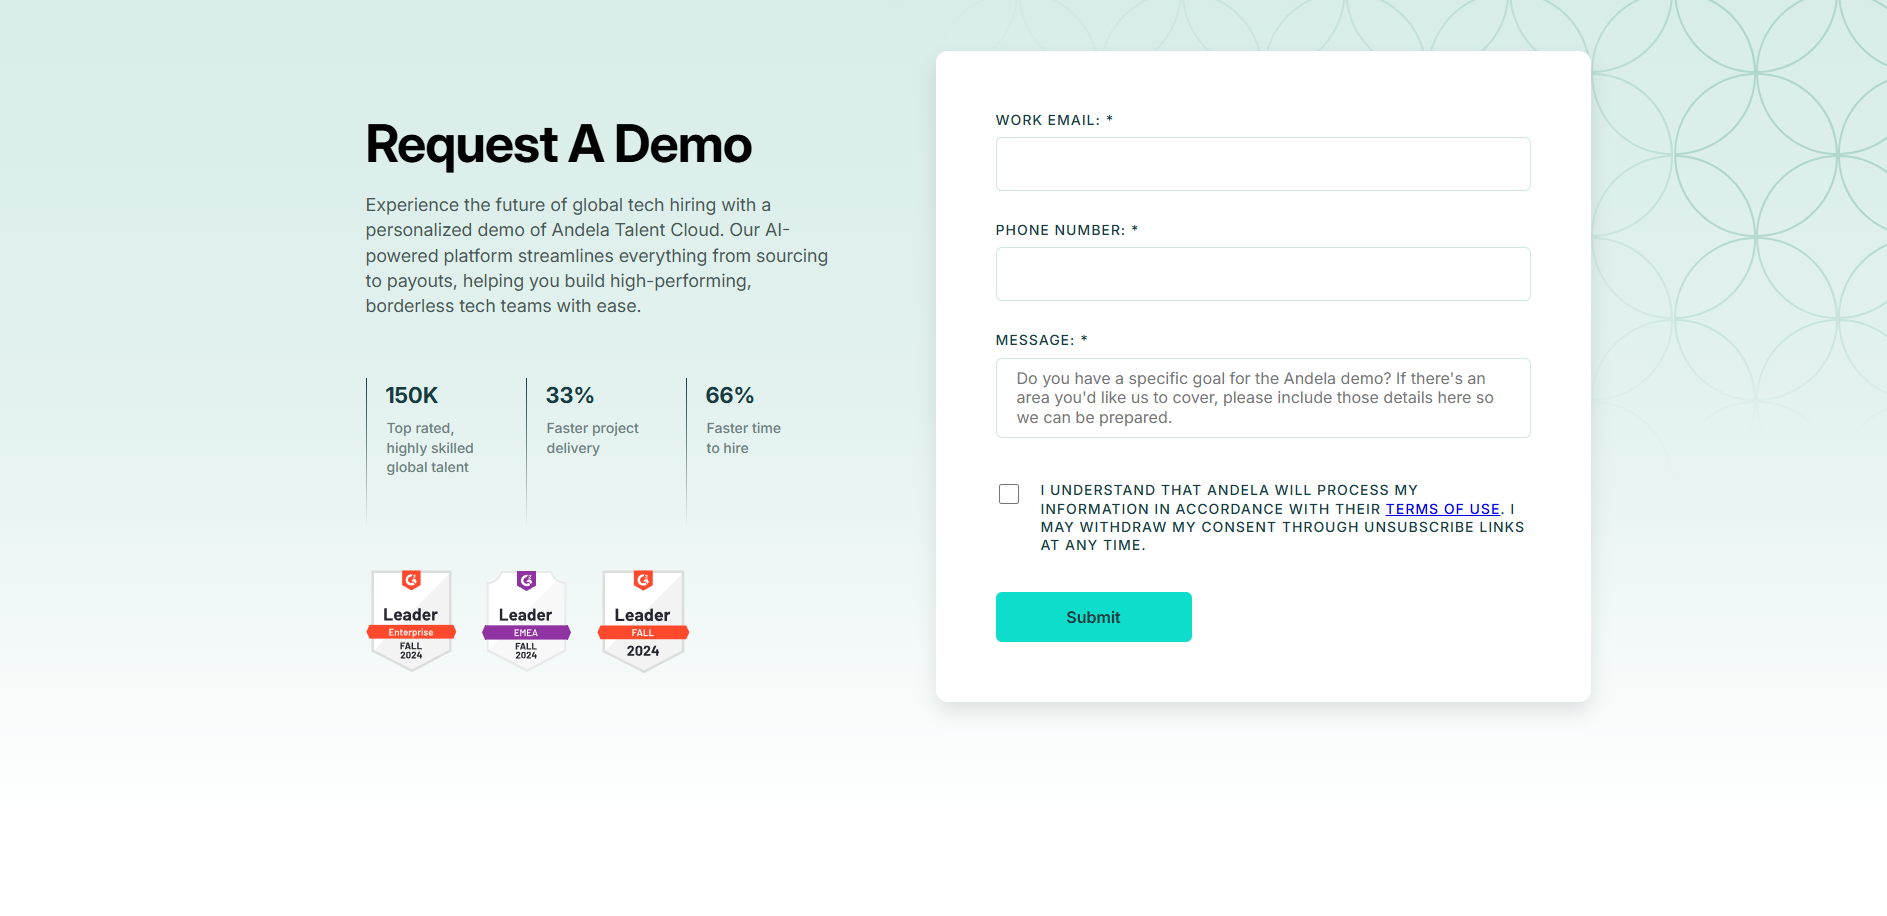 Request A Demo
Experience the future of global tech hiring with a
personalized demo of Andela Talent Cloud. Our AI-
powered platform streamlines everything from sourcing
to payouts, helping you build high-performing,
borderless tech teams with ease.
150K
Top rated,
highly skilled
global talent
33%
Faster project
delivery
66%
Faster time
to hire
Leader
Enterprise
FALL
2024
Leader
EMEA
FALL
2024
Leader
FALL
2024
WORK EMAIL: *
PHONE NUMBER: *
MESSAGE: *
Do you have a specific goal for the Andela demo? If there's an
area you'd like us to cover, please include those details here so
we can be prepared.
I UNDERSTAND THAT ANDELA WILL PROCESS MY
INFORMATION IN ACCORDANCE WITH THEIR TERMS OF USE. I
MAY WITHDRAW MY CONSENT THROUGH UNSUBSCRIBE LINKS
AT ANY TIME.
Submit